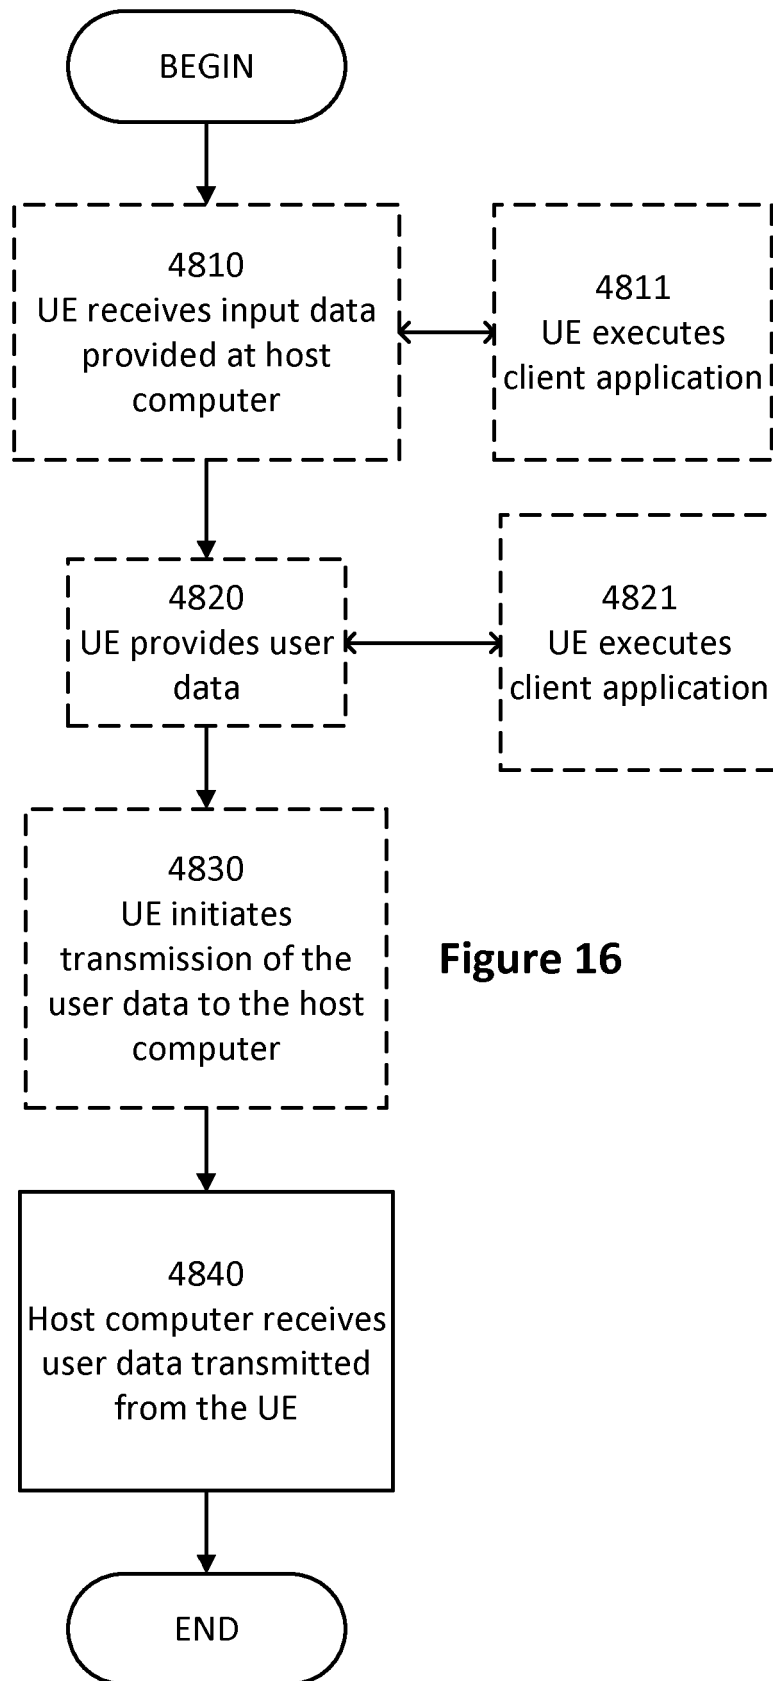 BEGIN
4810
UE receives input data
provided at host
computer
4811
UE executes
client application
4820
UE provides user
data
4821
UE executes
client application
4830
UE initiates
transmission of the
user data to the host
computer
Figure 16
4840
Host computer receives
user data transmitted
from the UE
END